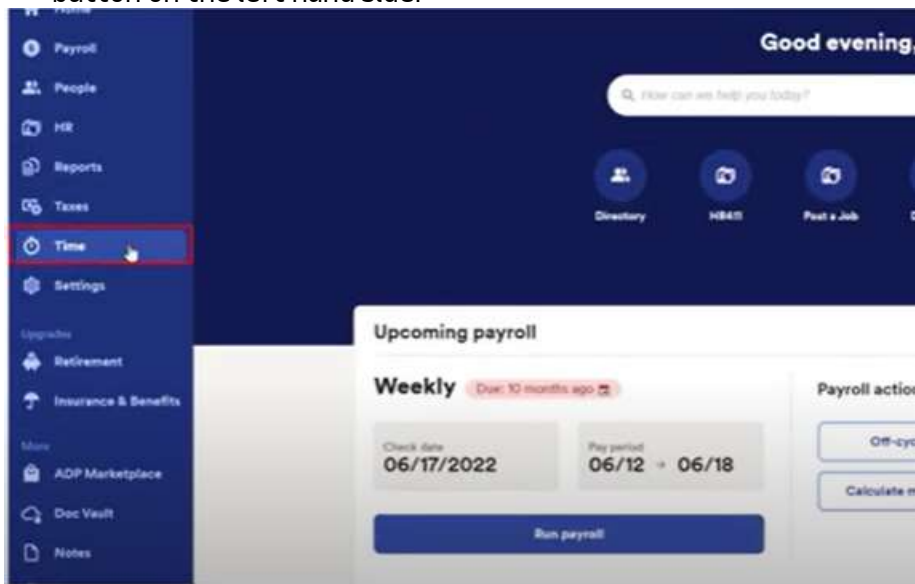 button on the left hand side.
Home
Payroll
People
HR
Reports
Taxes
Time
Settings
Upgrades
Retirement
Insurance & Benefits
More
ADP Marketplace
Doc Vault
Notes
Good evening,
How can we help you today?
Directory
HR411
Post a Job
D
Upcoming payroll
Weekly
Due: 10 months ago
Check date
06/17/2022
Pay period
06/12 → 06/18
Run payroll
Payroll action
Off-cyc
Calculate m